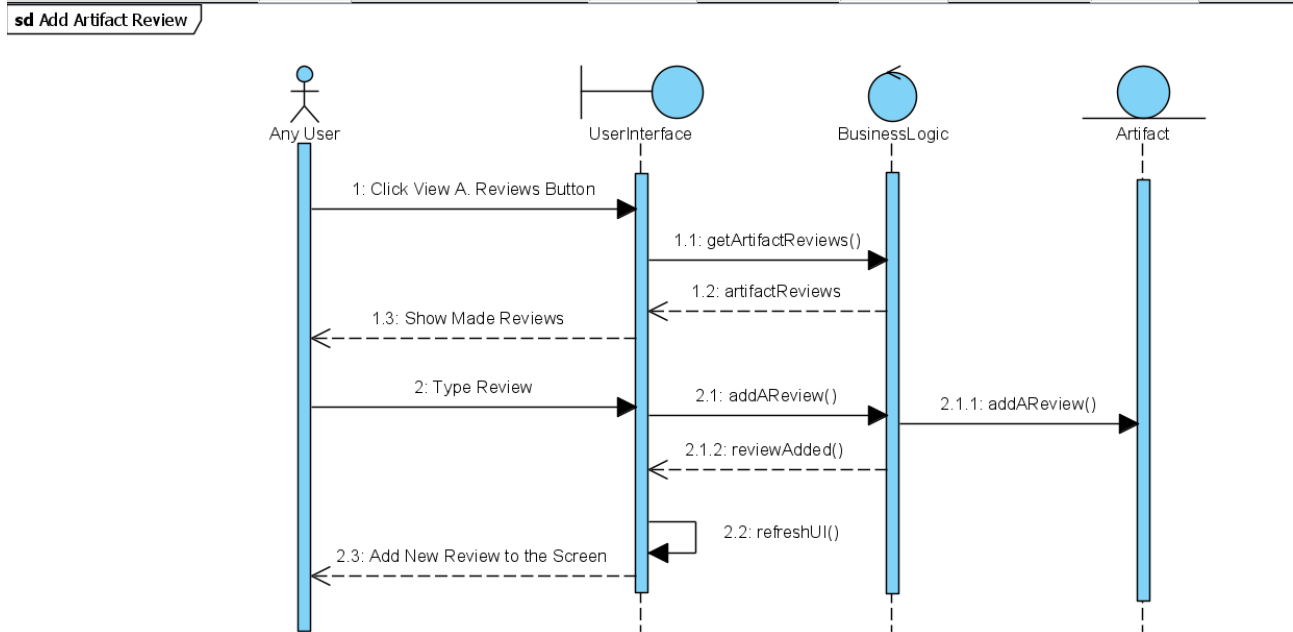 sd Add Artifact Review
Any User
UserInterface
BusinessLogic
Artifact
1: Click View A. Reviews Button
1.1: getArtifactReviews()
1.2: artifactReviews
1.3: Show Made Reviews
2: Type Review
2.1: addAReview()
2.1.1: addAReview()
2.1.2: reviewAdded()
2.2: refreshUI()
2.3: Add New Review to the Screen